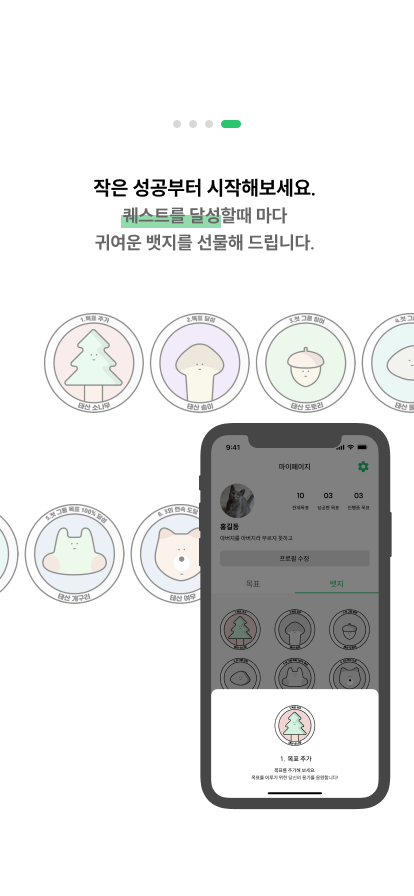 작은 성공부터 시작해보세요.
퀘스트를 달성할때 마다
귀여운 뱃지를 선물해 드립니다.
1.목표 추가
태산 소나무
2.목표 달성
태산 송이
3.첫 그룹 참여
태산 도토리
4.첫 그룹
태산
5.첫 그룹 목표 100% 달성
태산 개구리
6. 3회 연속 도달
태산 여우
9:41
마이페이지
10 03 03
전체목표 성공한 목표 진행중 목표
홍길동
아버지를 아버지라 부르지 못하고
프로필 수정
목표 뱃지
1. 목표 추가
목표를 추가해 보세요.
목표를 이루기 위한 당신의 용기를 응원합니다!